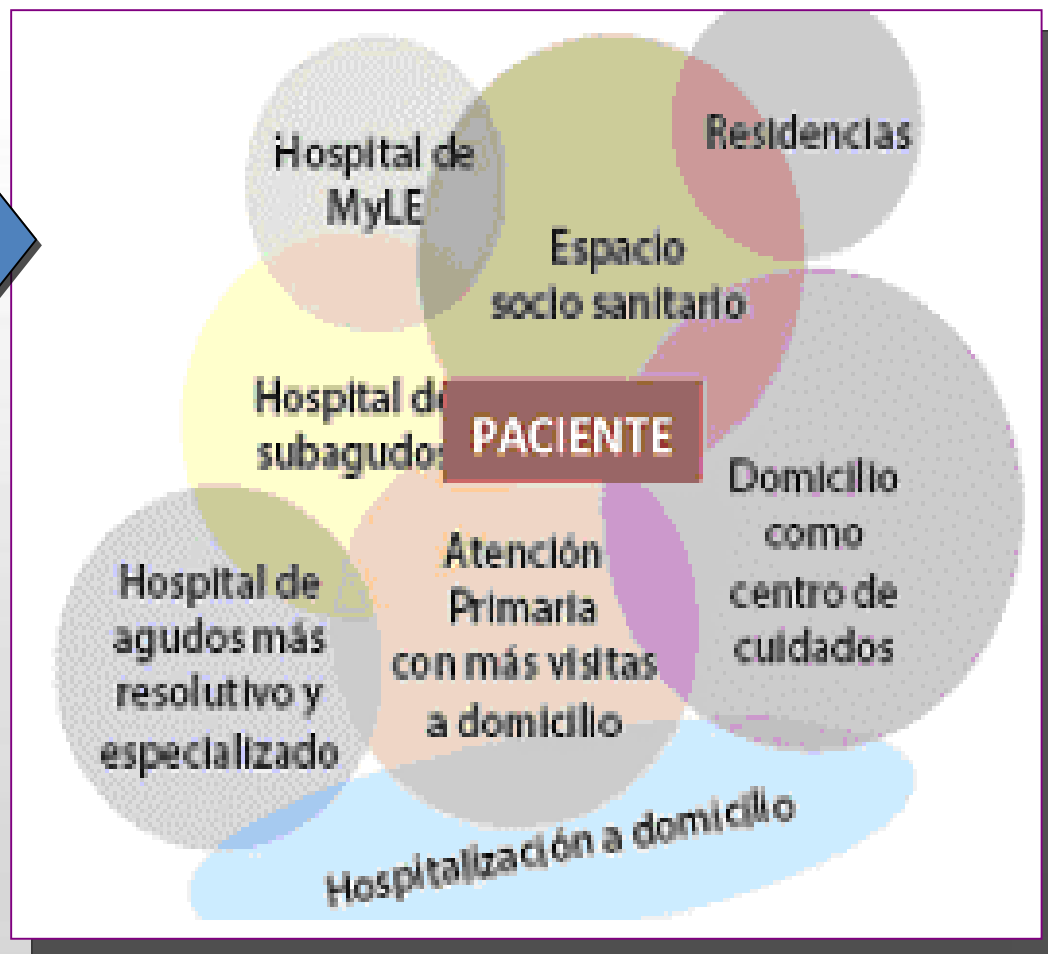 Hospital de
MyLE
Residencias
Espacio
socio sanitario
Hospital de
subagudos
PACIENTE
Domicilio
como
centro de
cuidados
Atención
Primaria
con más visitas
a domicilio
Hospital de
agudos más
resolutivo y
especializado
Hospitalización a domicilio